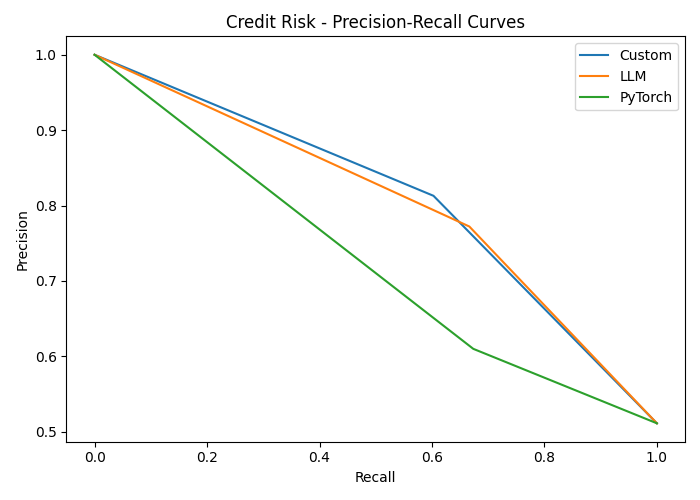 Credit Risk - Precision-Recall Curves
Custom
LLM
PyTorch
1.0
0.9
0.8
0.7
0.6
0.5
Precision
0.0 0.2 0.4 0.6 0.8 1.0
Recall